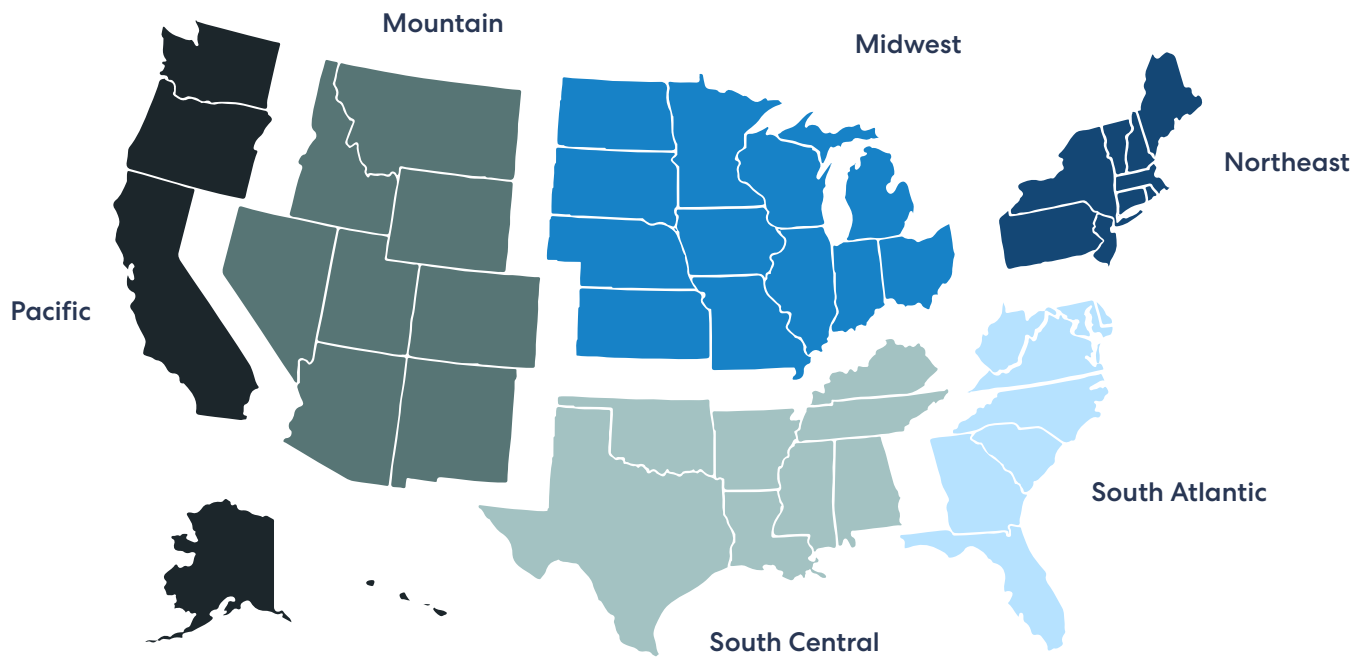 Mountain
Midwest
Northeast
Pacific
South Atlantic
South Central